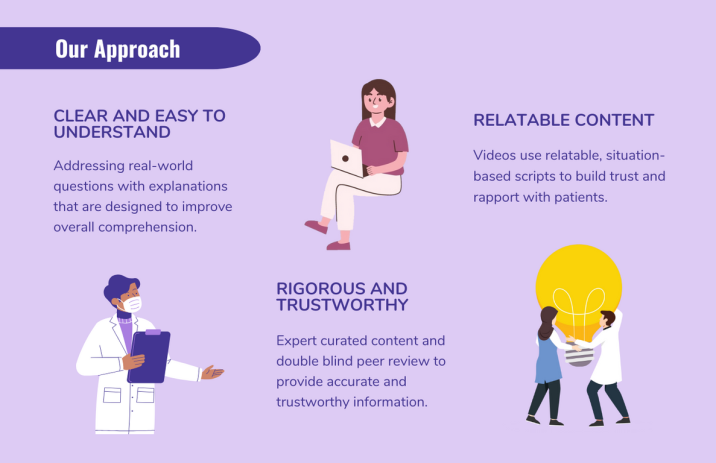 Our Approach
CLEAR AND EASY TO
UNDERSTAND
Addressing real-world
questions with explanations
that are designed to improve
overall comprehension.
RIGOROUS AND
TRUSTWORTHY
Expert curated content and
double blind peer review to
provide accurate and
trustworthy information.
RELATABLE CONTENT
Videos use relatable, situation-
based scripts to build trust and
rapport with patients.